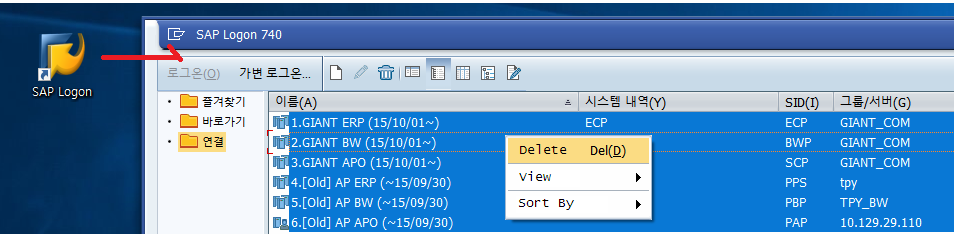 SAP Logon
SAP Logon 740
로그온(O) 가변 로그온...
즐겨찾기
바로가기
연결
이름(A) 시스템 내역(Y) SID(I) 그룹/서버(G)
1.GIANT ERP (15/10/01~) ECP ECP GIANT_COM
2.GIANT BW (15/10/01~) BWP GIANT_COM
3.GIANT APO (15/10/01~) SCP GIANT_COM
4.[Old] AP ERP (~15/09/30) PPS tpy
5.[Old] AP BW (~15/09/30) PBP TPY_BW
6.[Old] AP APO (~15/09/30) PAP 10.129.29.110
Delete Del(D)
View
Sort By